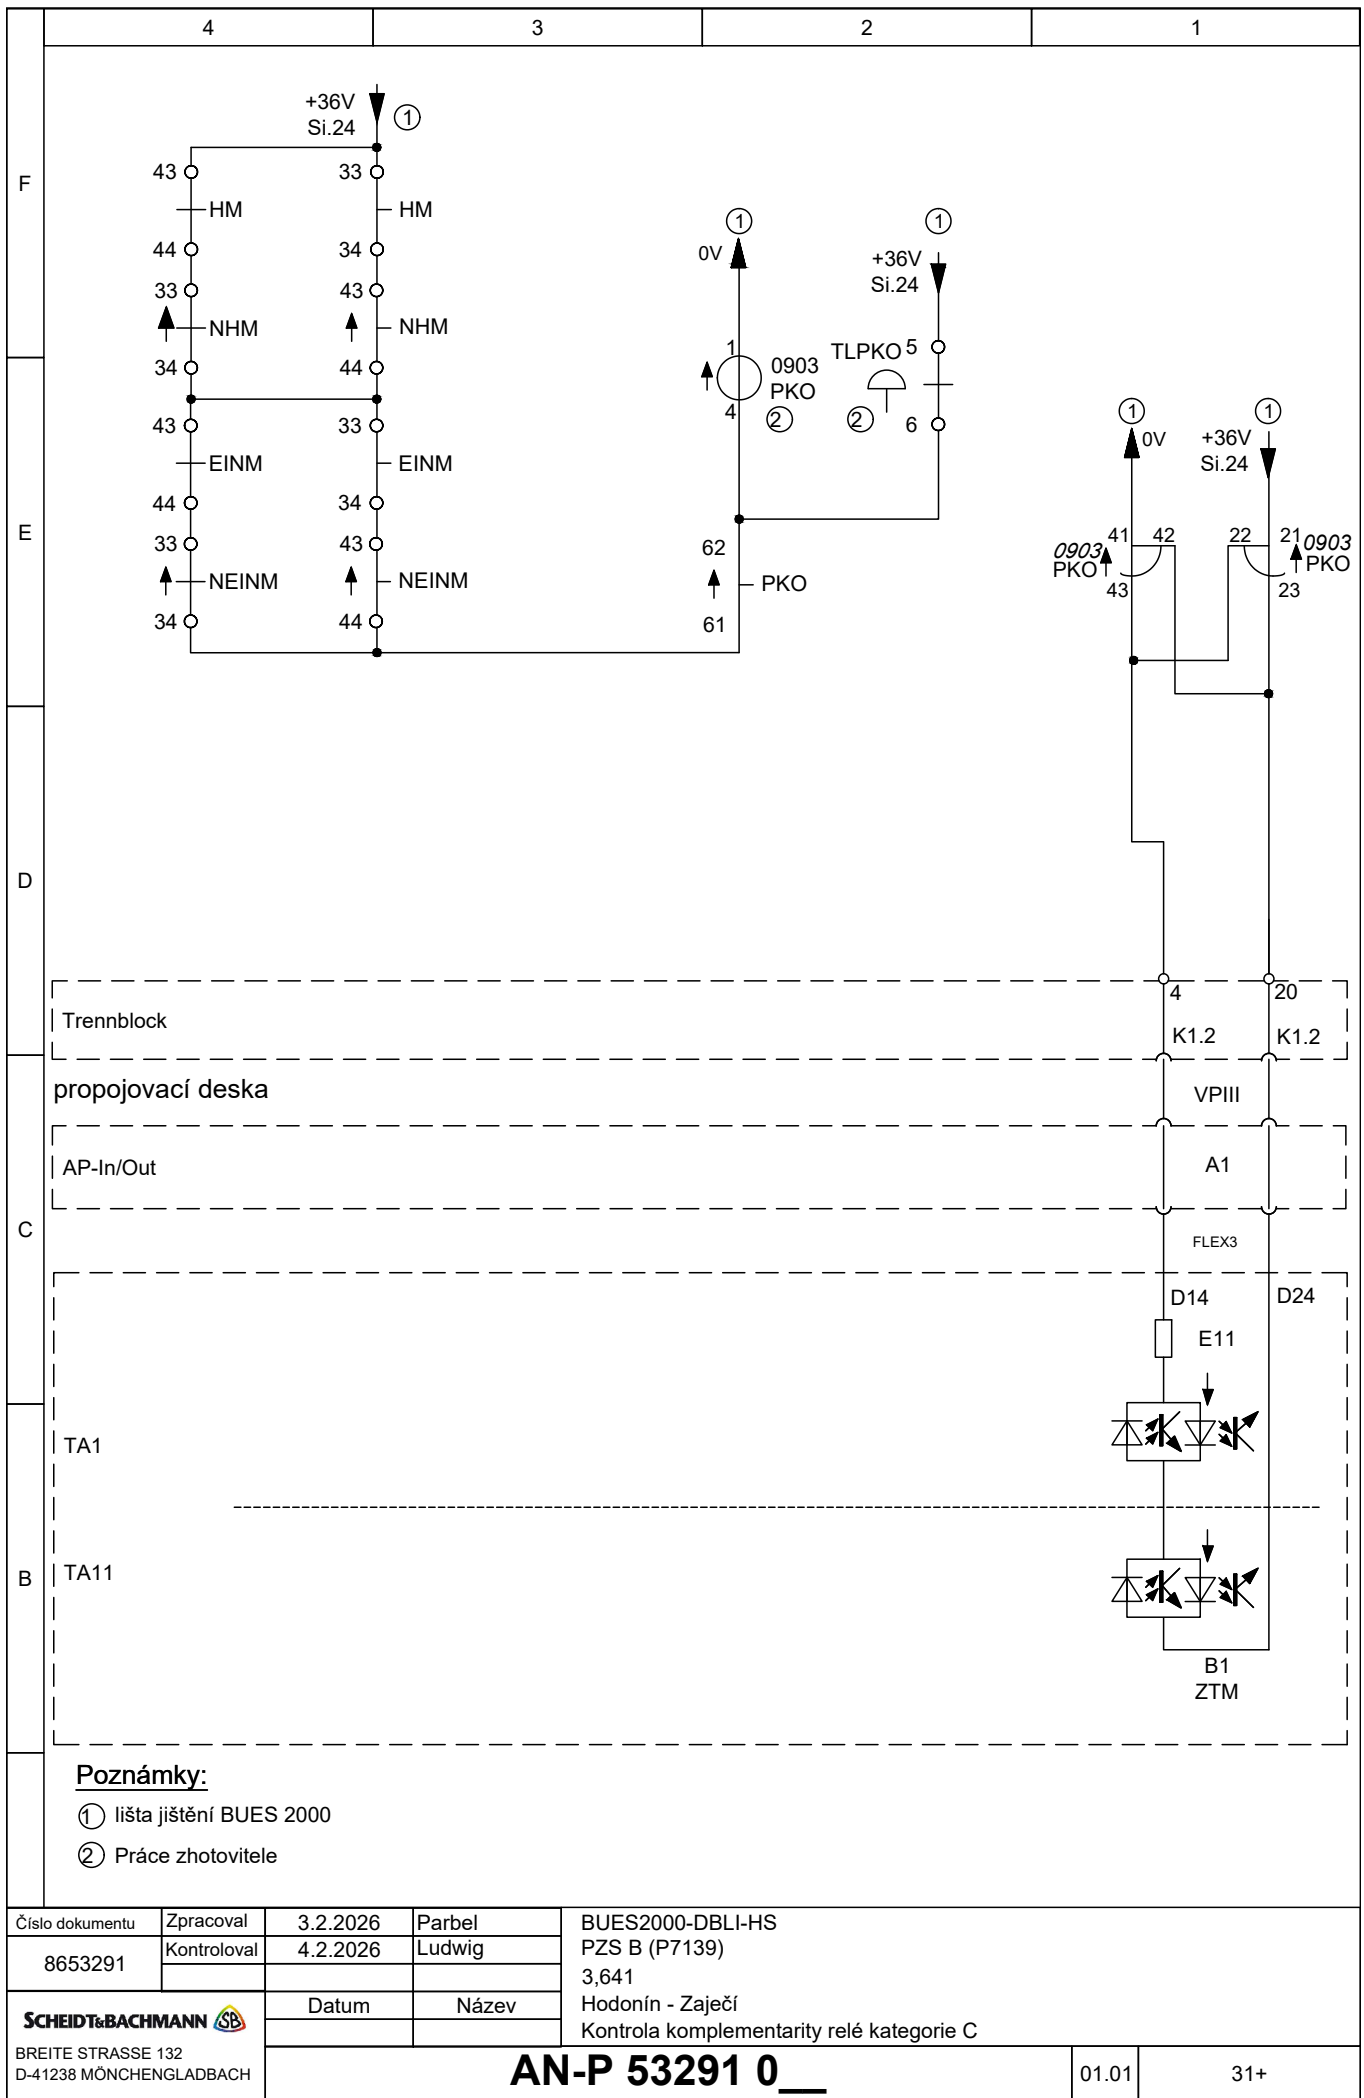 4
3
2
1
F
E
D
C
B
+36V
Si.24
1
43
33
HM
HM
44
34
33
43
NHM
NHM
34
44
43
33
EINM
EINM
44
34
33
43
NEINM
NEINM
34
44
1
0V
1
0903
PKO
4
2
1
+36V
Si.24
TLPKO
5
2
6
62
PKO
61
1
0V
1
+36V
Si.24
41
42
0903
PKO
43
22
21
0903
PKO
23
Trennblock
4
20
K1.2
K1.2
propojovací deska
VPIII
AP-In/Out
A1
FLEX3
D14
D24
E11
TA1
TA11
B1
ZTM
Poznámky:
1 lišta jištění BUES 2000
2 Práce zhotovitele
Číslo dokumentu
8653291
Zpracoval 3.2.2026 Parbel
Kontroloval 4.2.2026 Ludwig
Datum Název
BUES2000-DBLI-HS
PZS B (P7139)
3,641
Hodonín - Zaječí
Kontrola komplementarity relé kategorie C
SCHEIDT&BACHMANN SB
BREITE STRASSE 132
D-41238 MÖNCHENGLADBACH
AN-P 53291 0__
01.01
31+